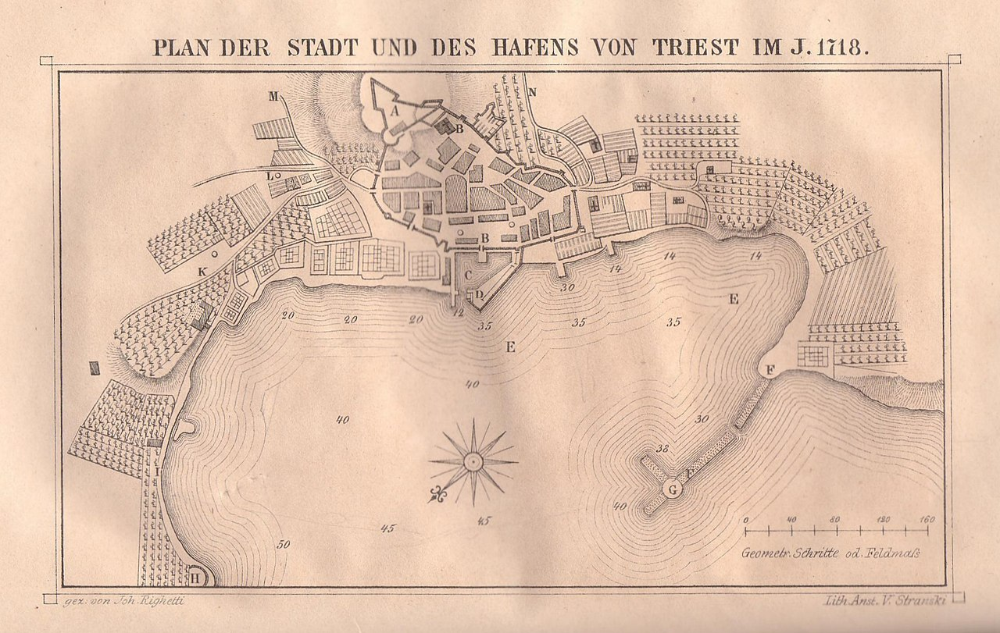 PLAN DER STADT UND DES HAFENS VON TRIEST IM J. 1718.
M
N
A
B
L
B
K
C
D
E
E
14
14
14
30
20
20
20
12
35
35
35
40
40
F
30
38
F
G
40
I
45
45
50
H
0 40 80 120 160
Geometr. Schritte od. Feldmaß
gez. von Joh. Righetti
Lith. Anst. V. Stranski